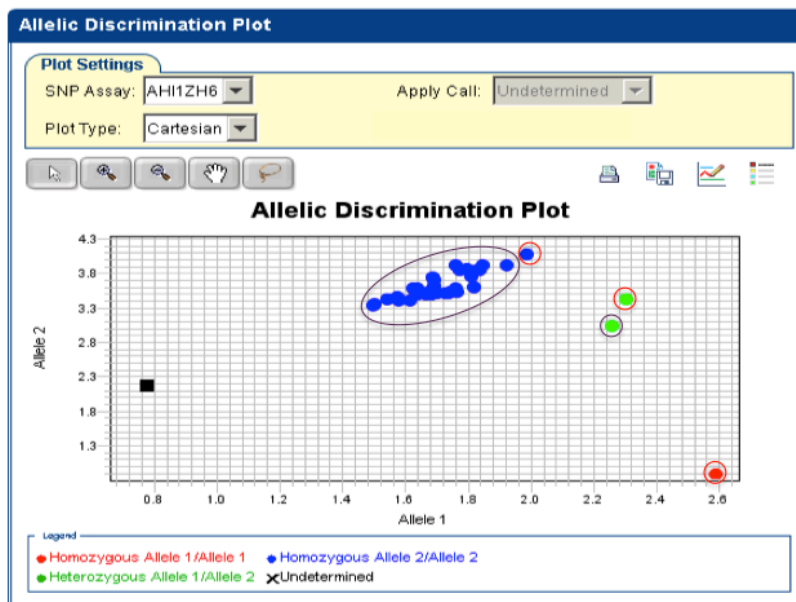 Allelic Discrimination Plot
Plot Settings
SNP Assay: AHI1ZH6 Apply Call: Undetermined
Plot Type: Cartesian
Allelic Discrimination Plot
4.3
3.8
3.3
2.8
2.3
1.8
1.3
Allele 2
0.8 1.0 1.2 1.4 1.6 1.8 2.0 2.2 2.4 2.6
Allele 1
Legend
Homozygous Allele 1/Allele 1 Homozygous Allele 2/Allele 2
Heterozygous Allele 1/Allele 2 Undetermined